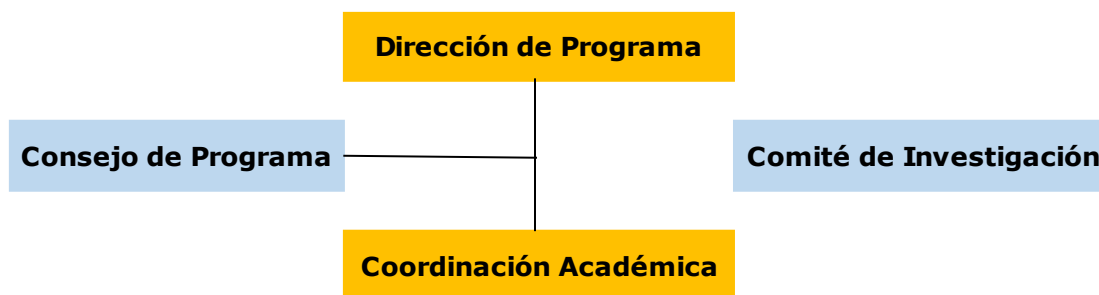 Dirección de Programa
Consejo de Programa
Comité de Investigación
Coordinación Académica